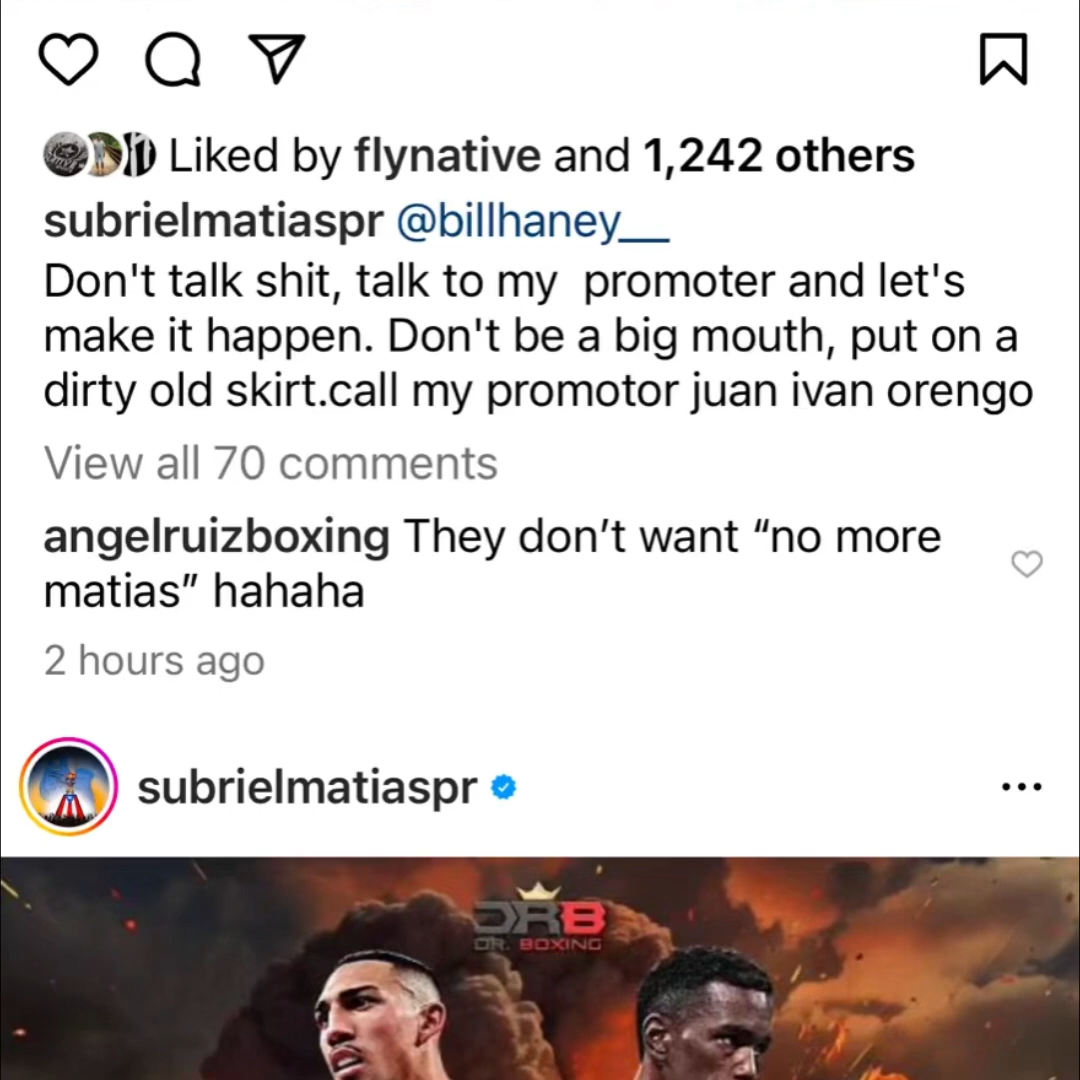 Liked by flynative and 1,242 others
subrielmatiaspr @billhaney__
Don't talk shit, talk to my  promoter and let's
make it happen. Don't be a big mouth, put on a
dirty old skirt.call my promotor juan ivan orengo
View all 70 comments
angelruizboxing They don’t want “no more
matias” hahaha
2 hours ago
subrielmatiaspr
DRB
DR. BOXING